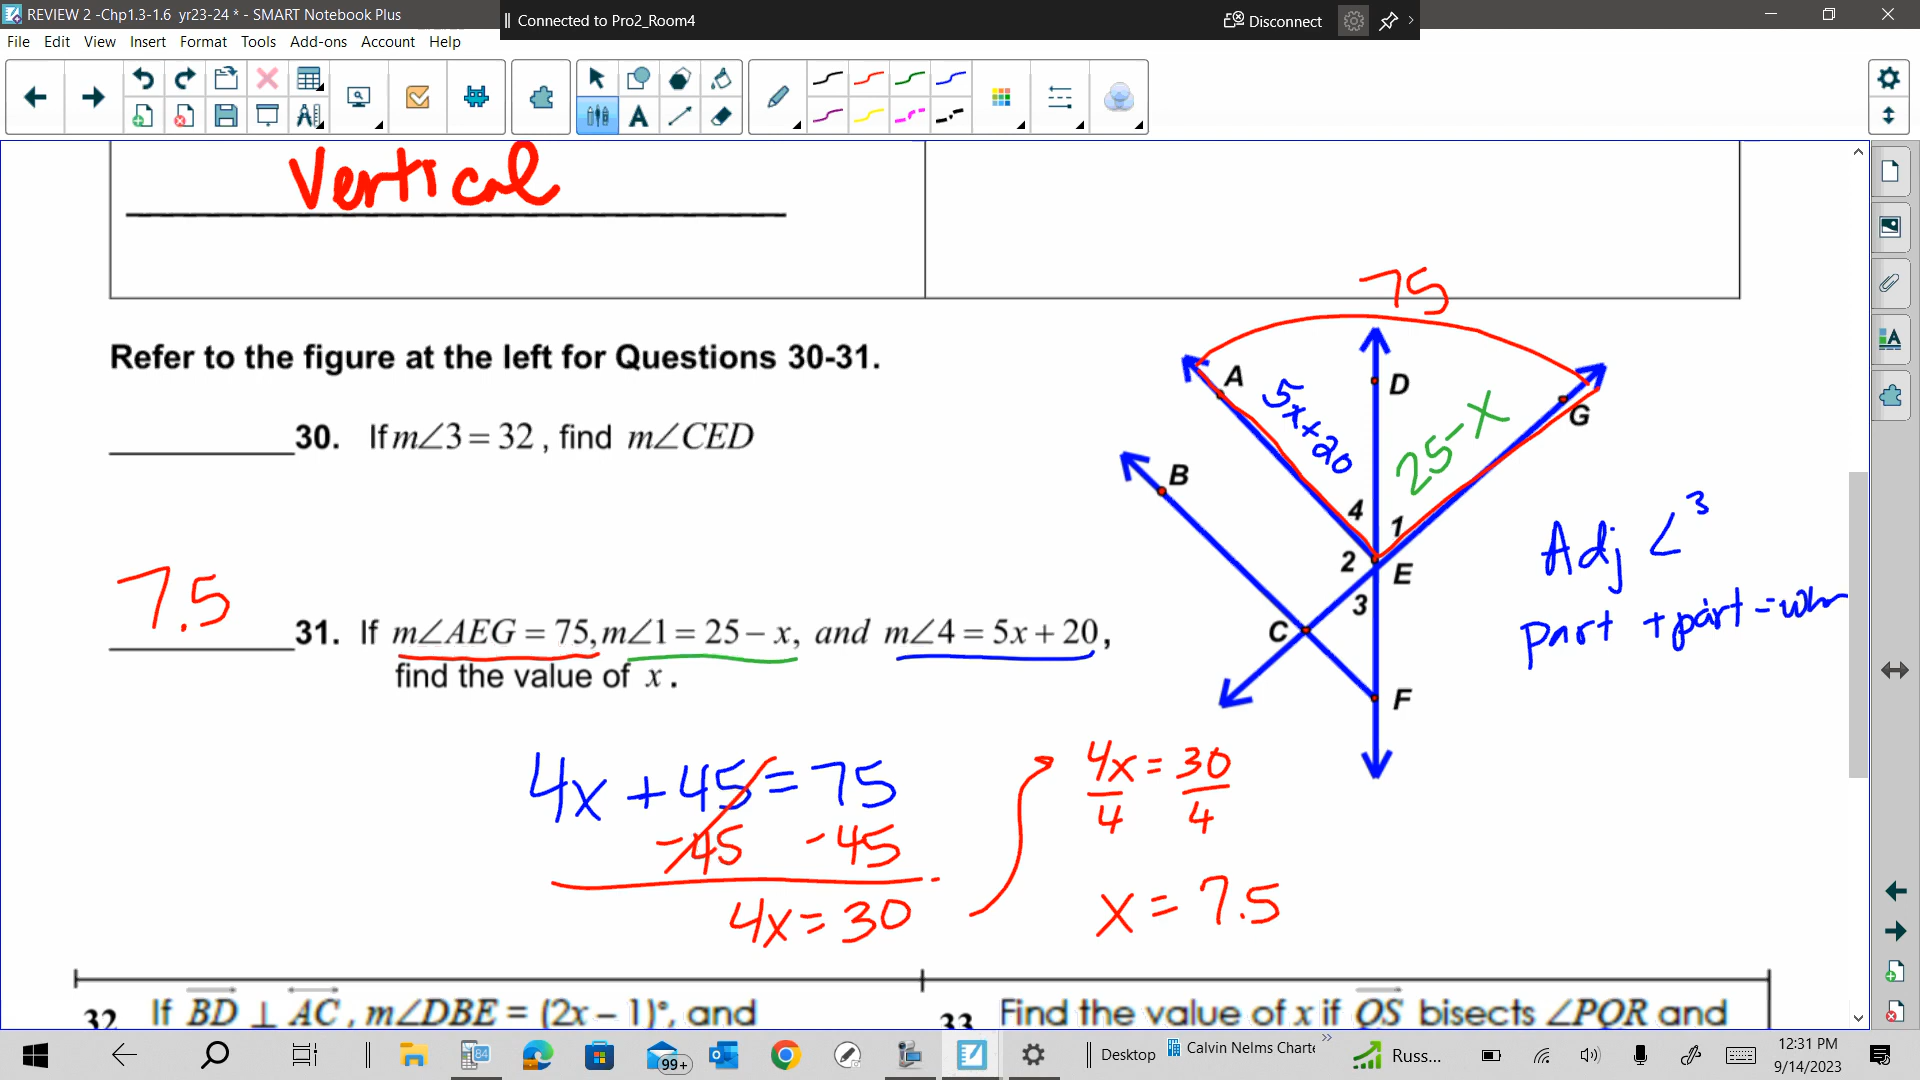 REVIEW 2 -Chp1.3-1.6 yr23-24 * - SMART Notebook Plus
Connected to Pro2_Room4
Disconnect
File Edit View Insert Format Tools Add-ons Account Help
Vertical
75
Refer to the figure at the left for Questions 30-31.
30. If m∠3 = 32 , find m∠CED
A
D
G
B
5x+20
25-x
4
1
2
E
3
C
F
Adj ∠s
part + part = 
7.5
31. If m∠AEG = 75, m∠1 = 25 − x, and m∠4 = 5x + 20 ,
find the value of x .
4x + 45 = 75
-45 -45
4x = 30
4x = 30
4 4
x = 7.5
32 If BD ⊥ AC , m∠DBE = (2x − 1)°, and
33 Find the value of x if QS bisects ∠PQR and
84
99+
Desktop
Calvin Nelms Charte
Russ...
12:31 PM
9/14/2023